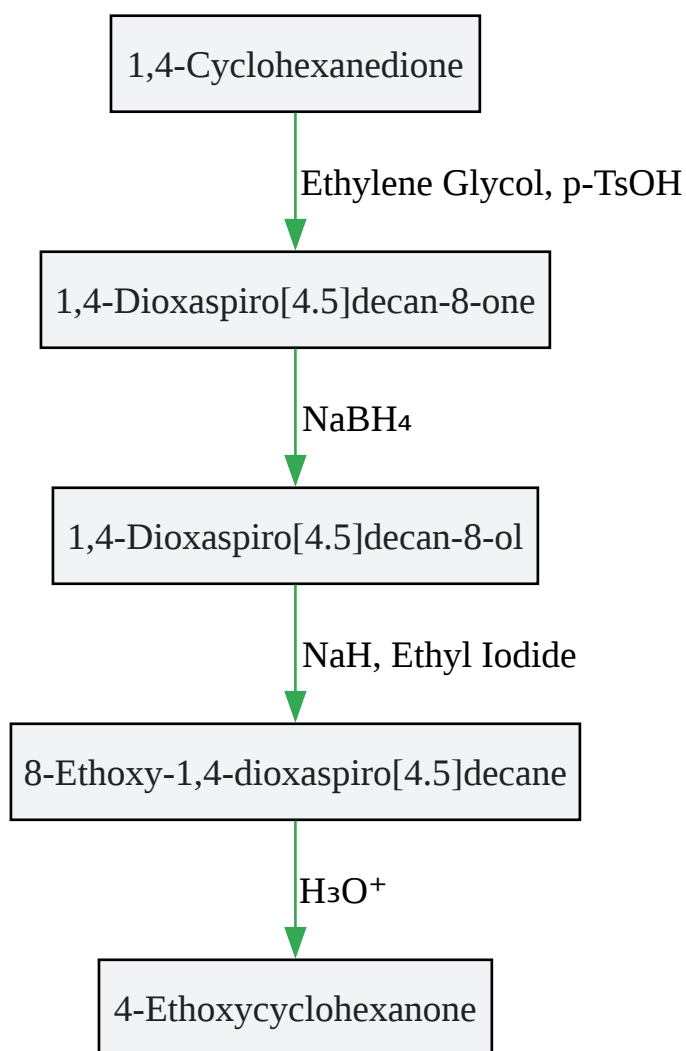 1,4-Cyclohexanedione
Ethylene Glycol, p-TsOH
1,4-Dioxaspiro[4.5]decan-8-one
NaBH₄
1,4-Dioxaspiro[4.5]decan-8-ol
NaH, Ethyl Iodide
8-Ethoxy-1,4-dioxaspiro[4.5]decane
H₃O⁺
4-Ethoxycyclohexanone